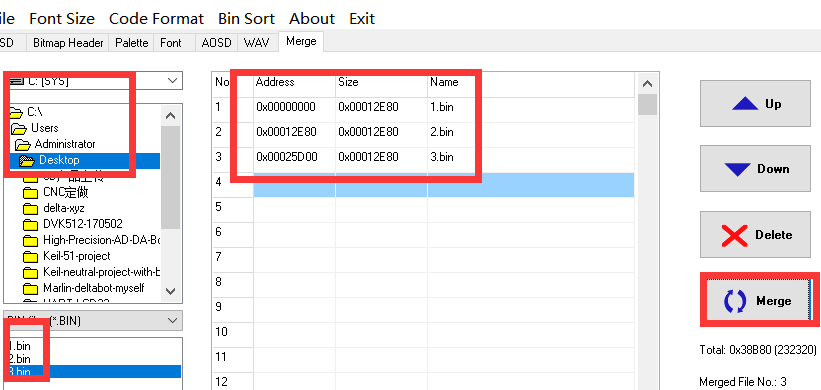 ile Font Size Code Format Bin Sort About Exit
SD Bitmap Header Palette Font AOSD WAV Merge
C: [SYS]
C:\
Users
Administrator
Desktop
CNC定做
delta-xyz
DVK512-170502
High-Precision-AD-DA-Bo
Keil-51-project
Keil-neutral-project-with-b
Marlin-deltabot-myself
(*.BIN)
1.bin
2.bin
3.bin
No Address Size Name
1 0x00000000 0x00012E80 1.bin
2 0x00012E80 0x00012E80 2.bin
3 0x00025D00 0x00012E80 3.bin
4
5
6
7
8
9
10
11
12
Up
Down
Delete
Merge
Total: 0x38B80 (232320)
Merged File No.: 3